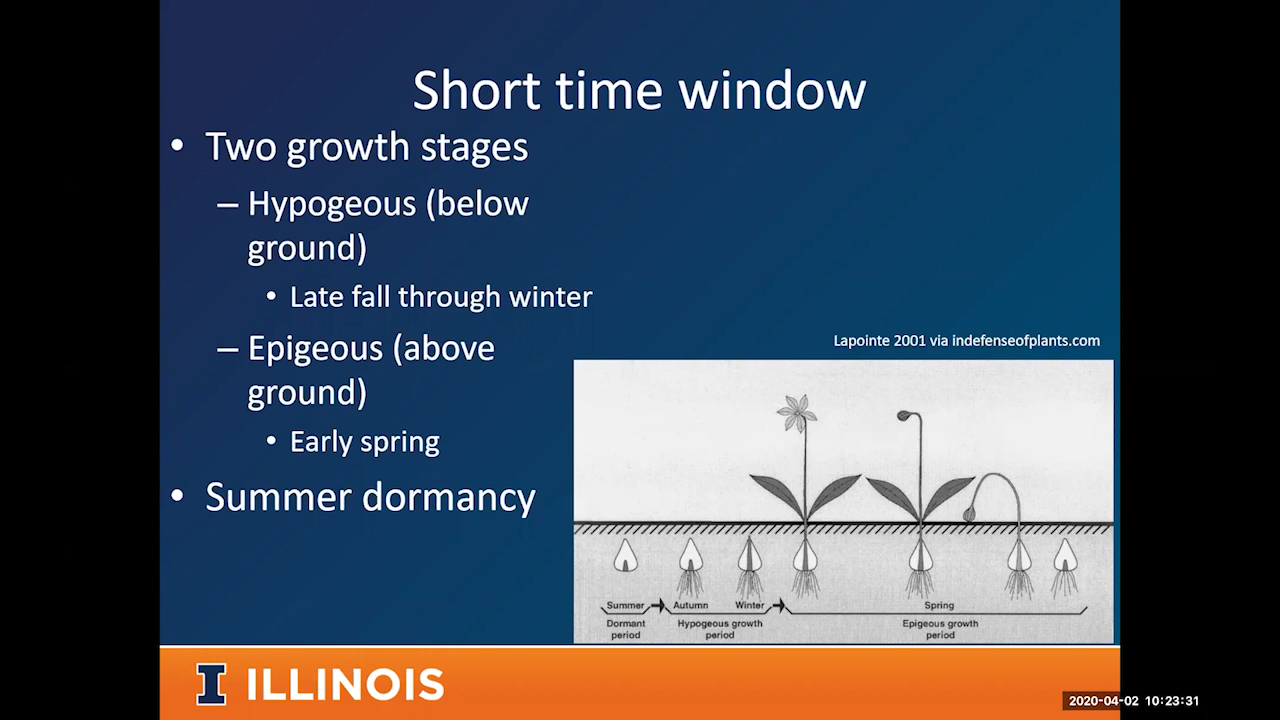 Short time window
• Two growth stages
– Hypogeous (below
ground)
• Late fall through winter
– Epigeous (above
ground)
• Early spring
• Summer dormancy
Lapointe 2001 via indefenseofplants.com
Summer Autumn Winter Spring
Dormant period
Hypogeous growth period
Epigeous growth period
I ILLINOIS
2020-04-02 10:23:31